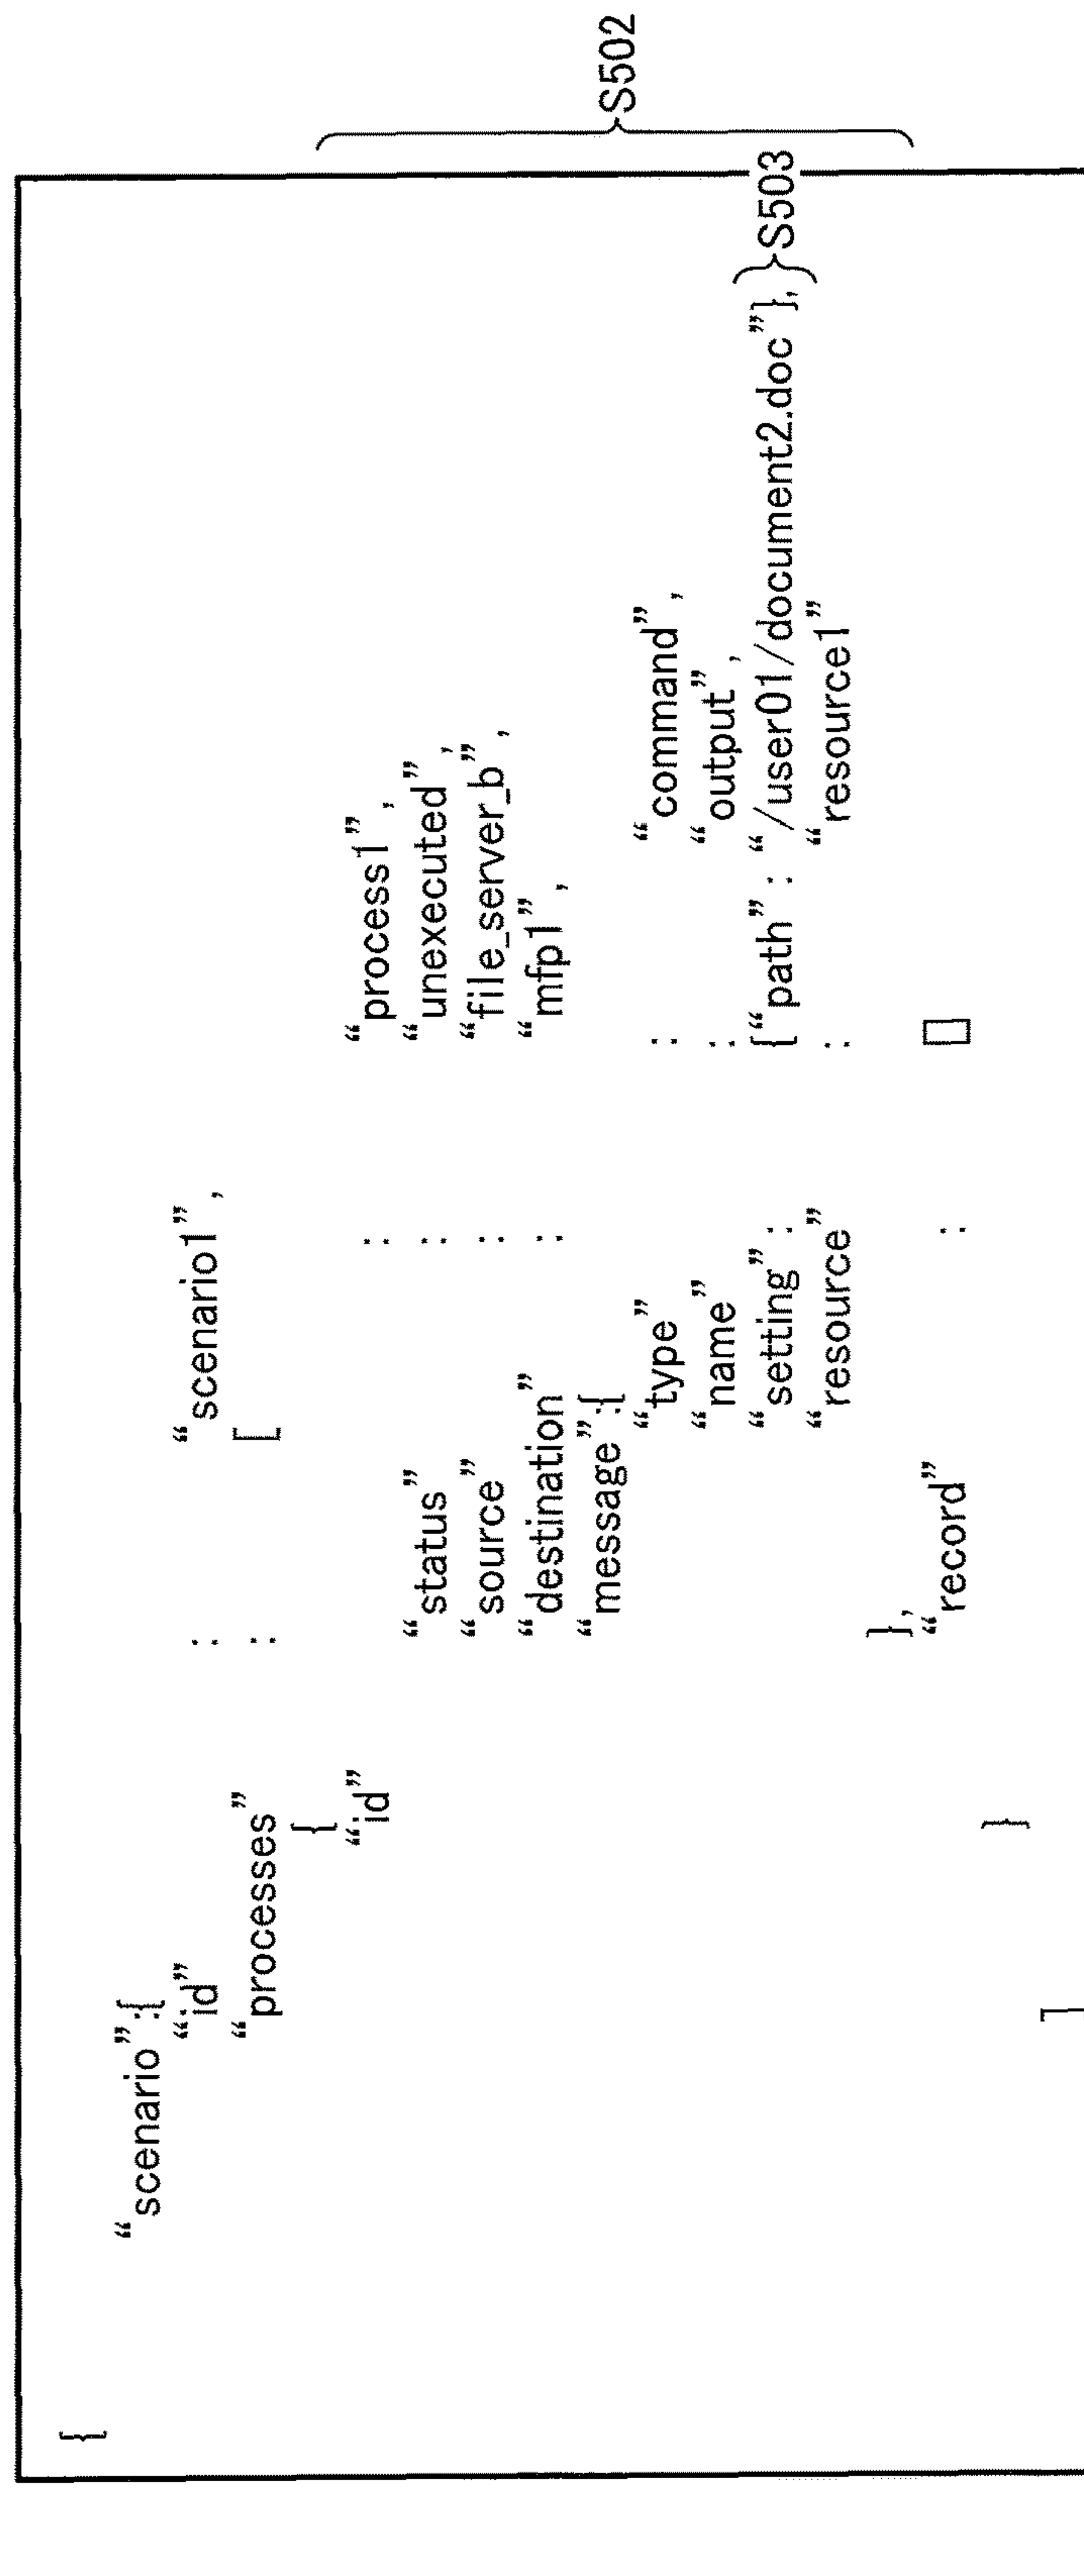 {
“scenario”:{
“id” : “scenario1”,
“processes” : [
{
“id” : “process1”,
“status” : “unexecuted”,
“source” : “file_server_b”,
“destination” : “mfp1”,
“message”:{
“type” : “command”,
“name” : “output”,
“setting” : {“path” : “/user01/document2.doc”}, S503
“resource” : “resource1”
},
“record” : []
}
]
S502